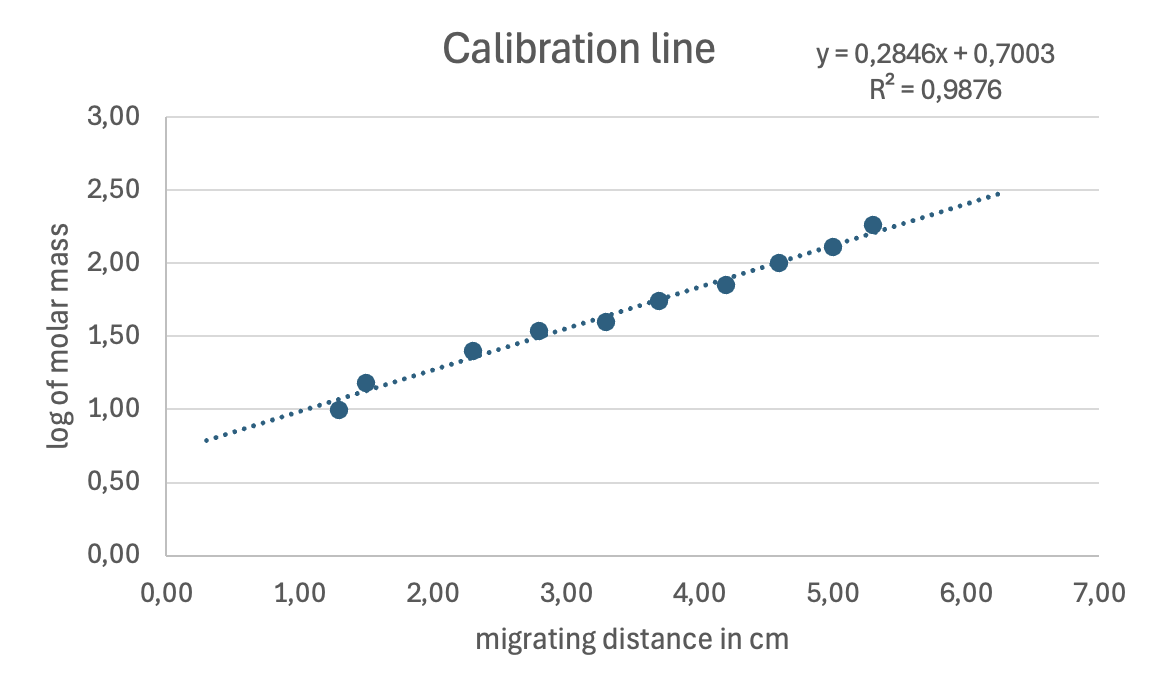 Calibration line
y = 0,2846x + 0,7003
R² = 0,9876
3,00
2,50
2,00
1,50
1,00
0,50
0,00
log of molar mass
0,00 1,00 2,00 3,00 4,00 5,00 6,00 7,00
migrating distance in cm